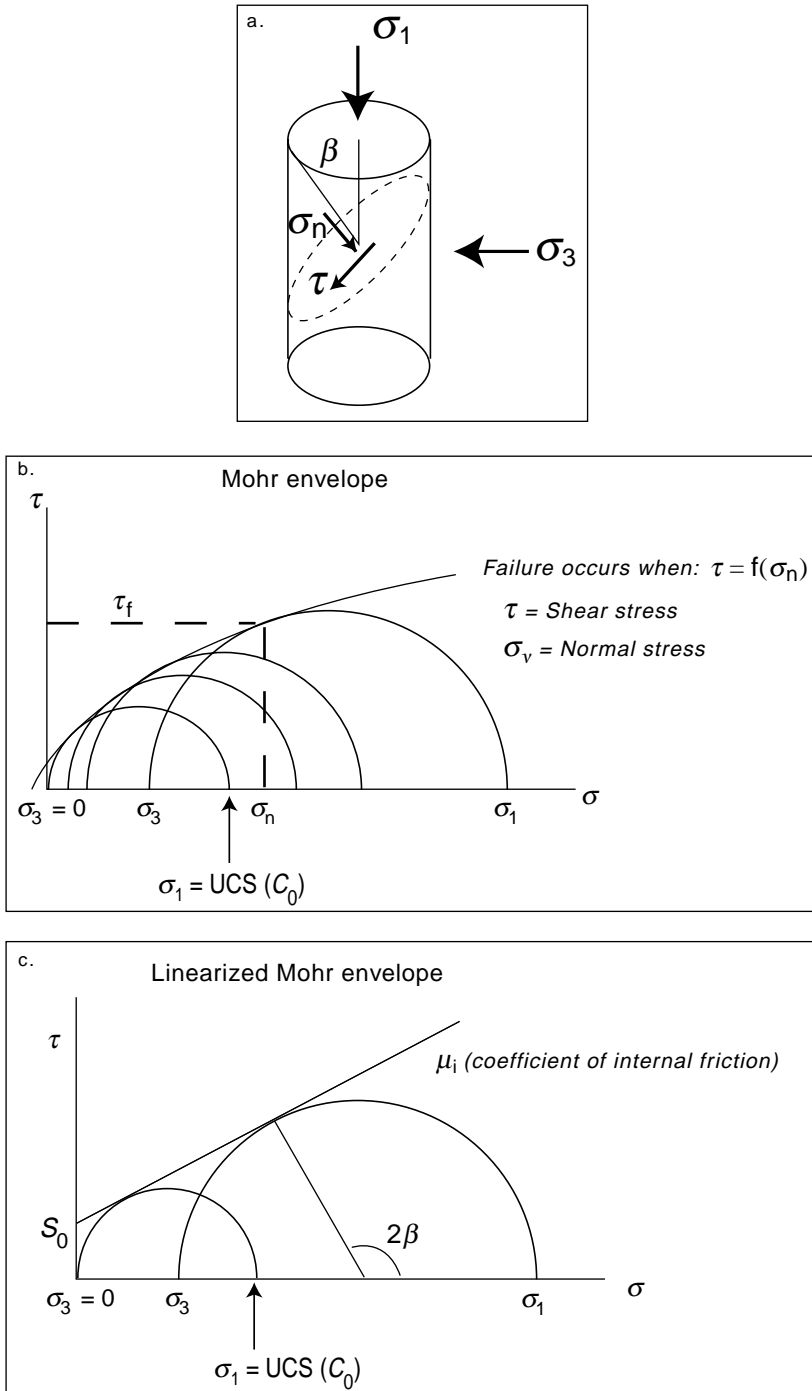 a.
σ1
β
σn
τ
σ3
b.
Mohr envelope
τ
τf
Failure occurs when: τ = f(σn)
τ = Shear stress
σν = Normal stress
σ3 = 0
σ3
σn
σ1
σ
σ1 = UCS (C0)
c.
Linearized Mohr envelope
τ
μi (coefficient of internal friction)
S0
2β
σ3 = 0
σ3
σ1
σ
σ1 = UCS (C0)